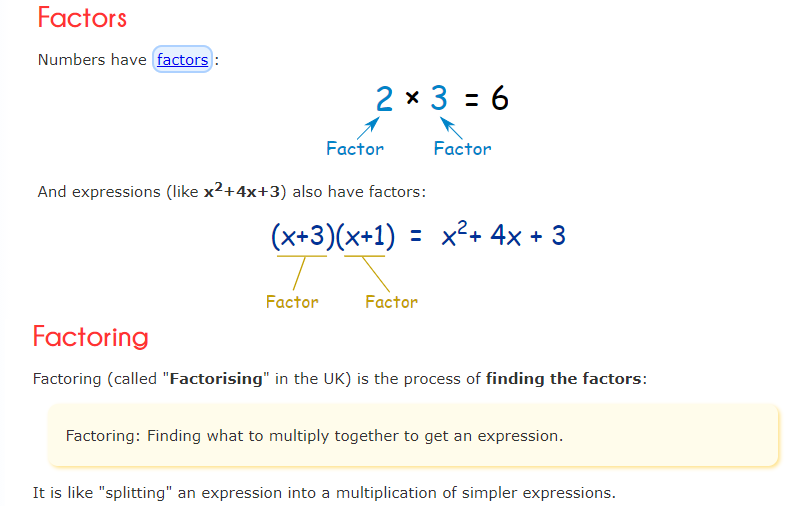 Factors
Numbers have factors:
2 × 3 = 6
Factor Factor
And expressions (like x²+4x+3) also have factors:
(x+3)(x+1) = x²+ 4x + 3
Factor Factor
Factoring
Factoring (called "Factorising" in the UK) is the process of finding the factors:
Factoring: Finding what to multiply together to get an expression.
It is like "splitting" an expression into a multiplication of simpler expressions.